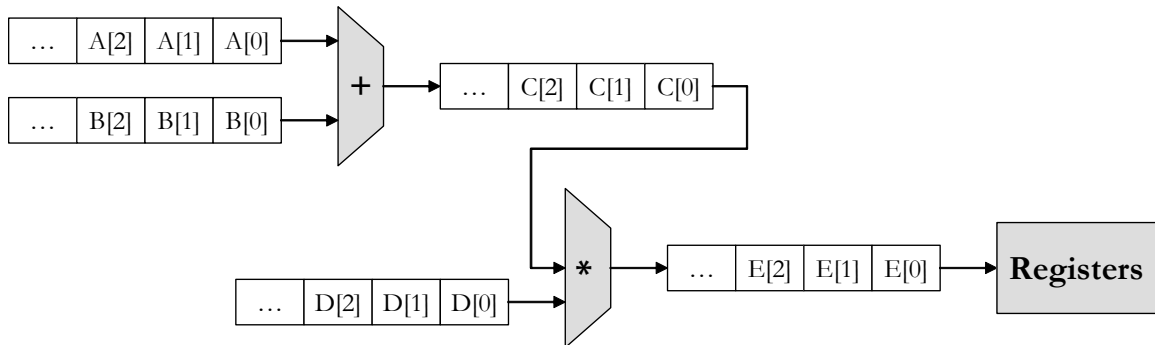 … A[2] A[1] A[0]
+
… B[2] B[1] B[0]
… C[2] C[1] C[0]
*
… D[2] D[1] D[0]
… E[2] E[1] E[0]
Registers